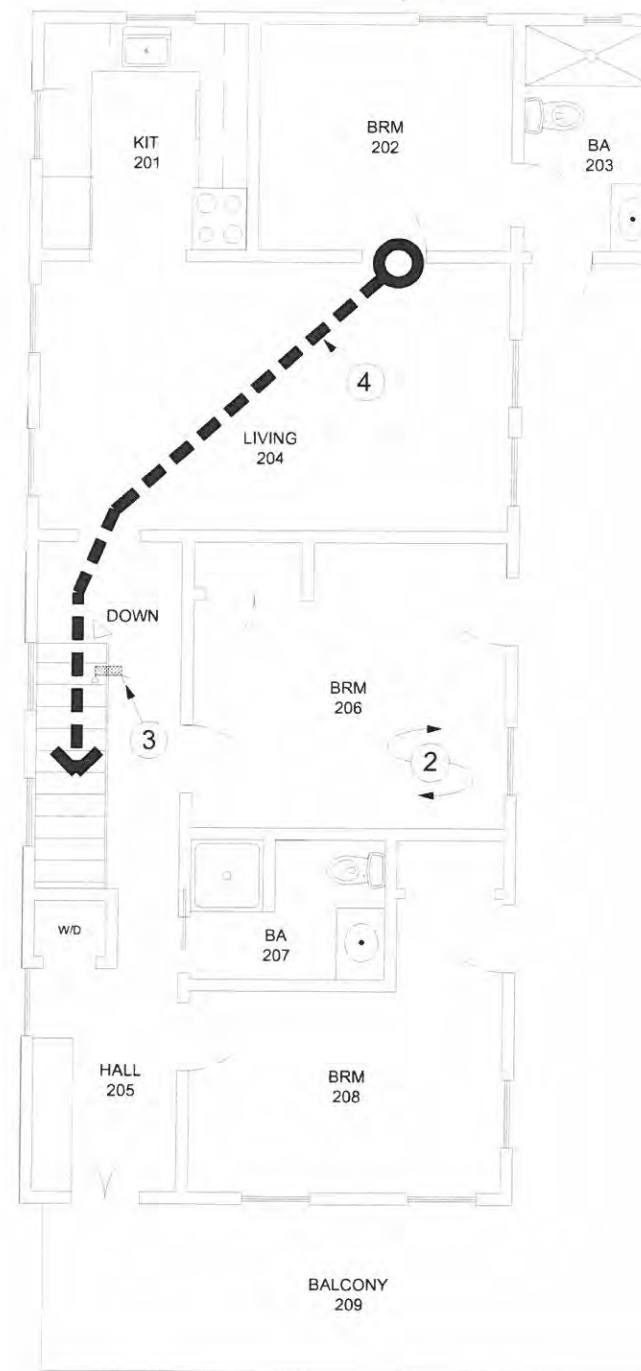 KIT
201
BRM
202
BA
203
4
LIVING
204
DOWN
3
BRM
206
2
W/D
BA
207
HALL
205
BRM
208
BALCONY
209